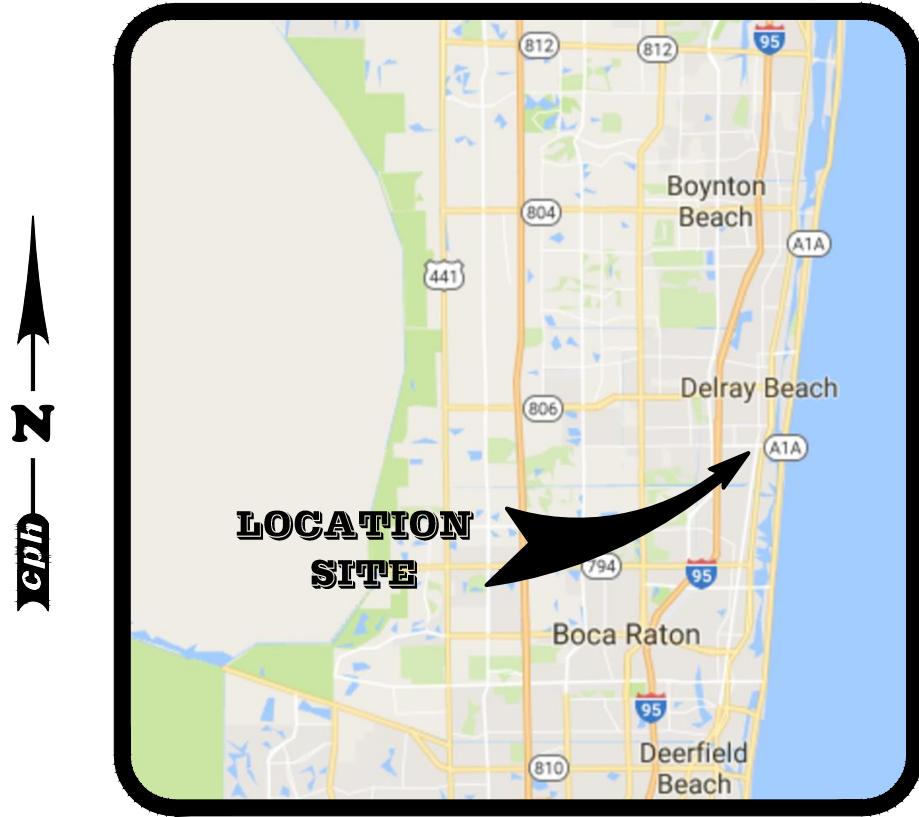 812
812
95
Boynton
Beach
804
A1A
441
Delray Beach
806
A1A
N
LOCATION
SITE
cph
794
95
Boca Raton
95
Deerfield
Beach
810